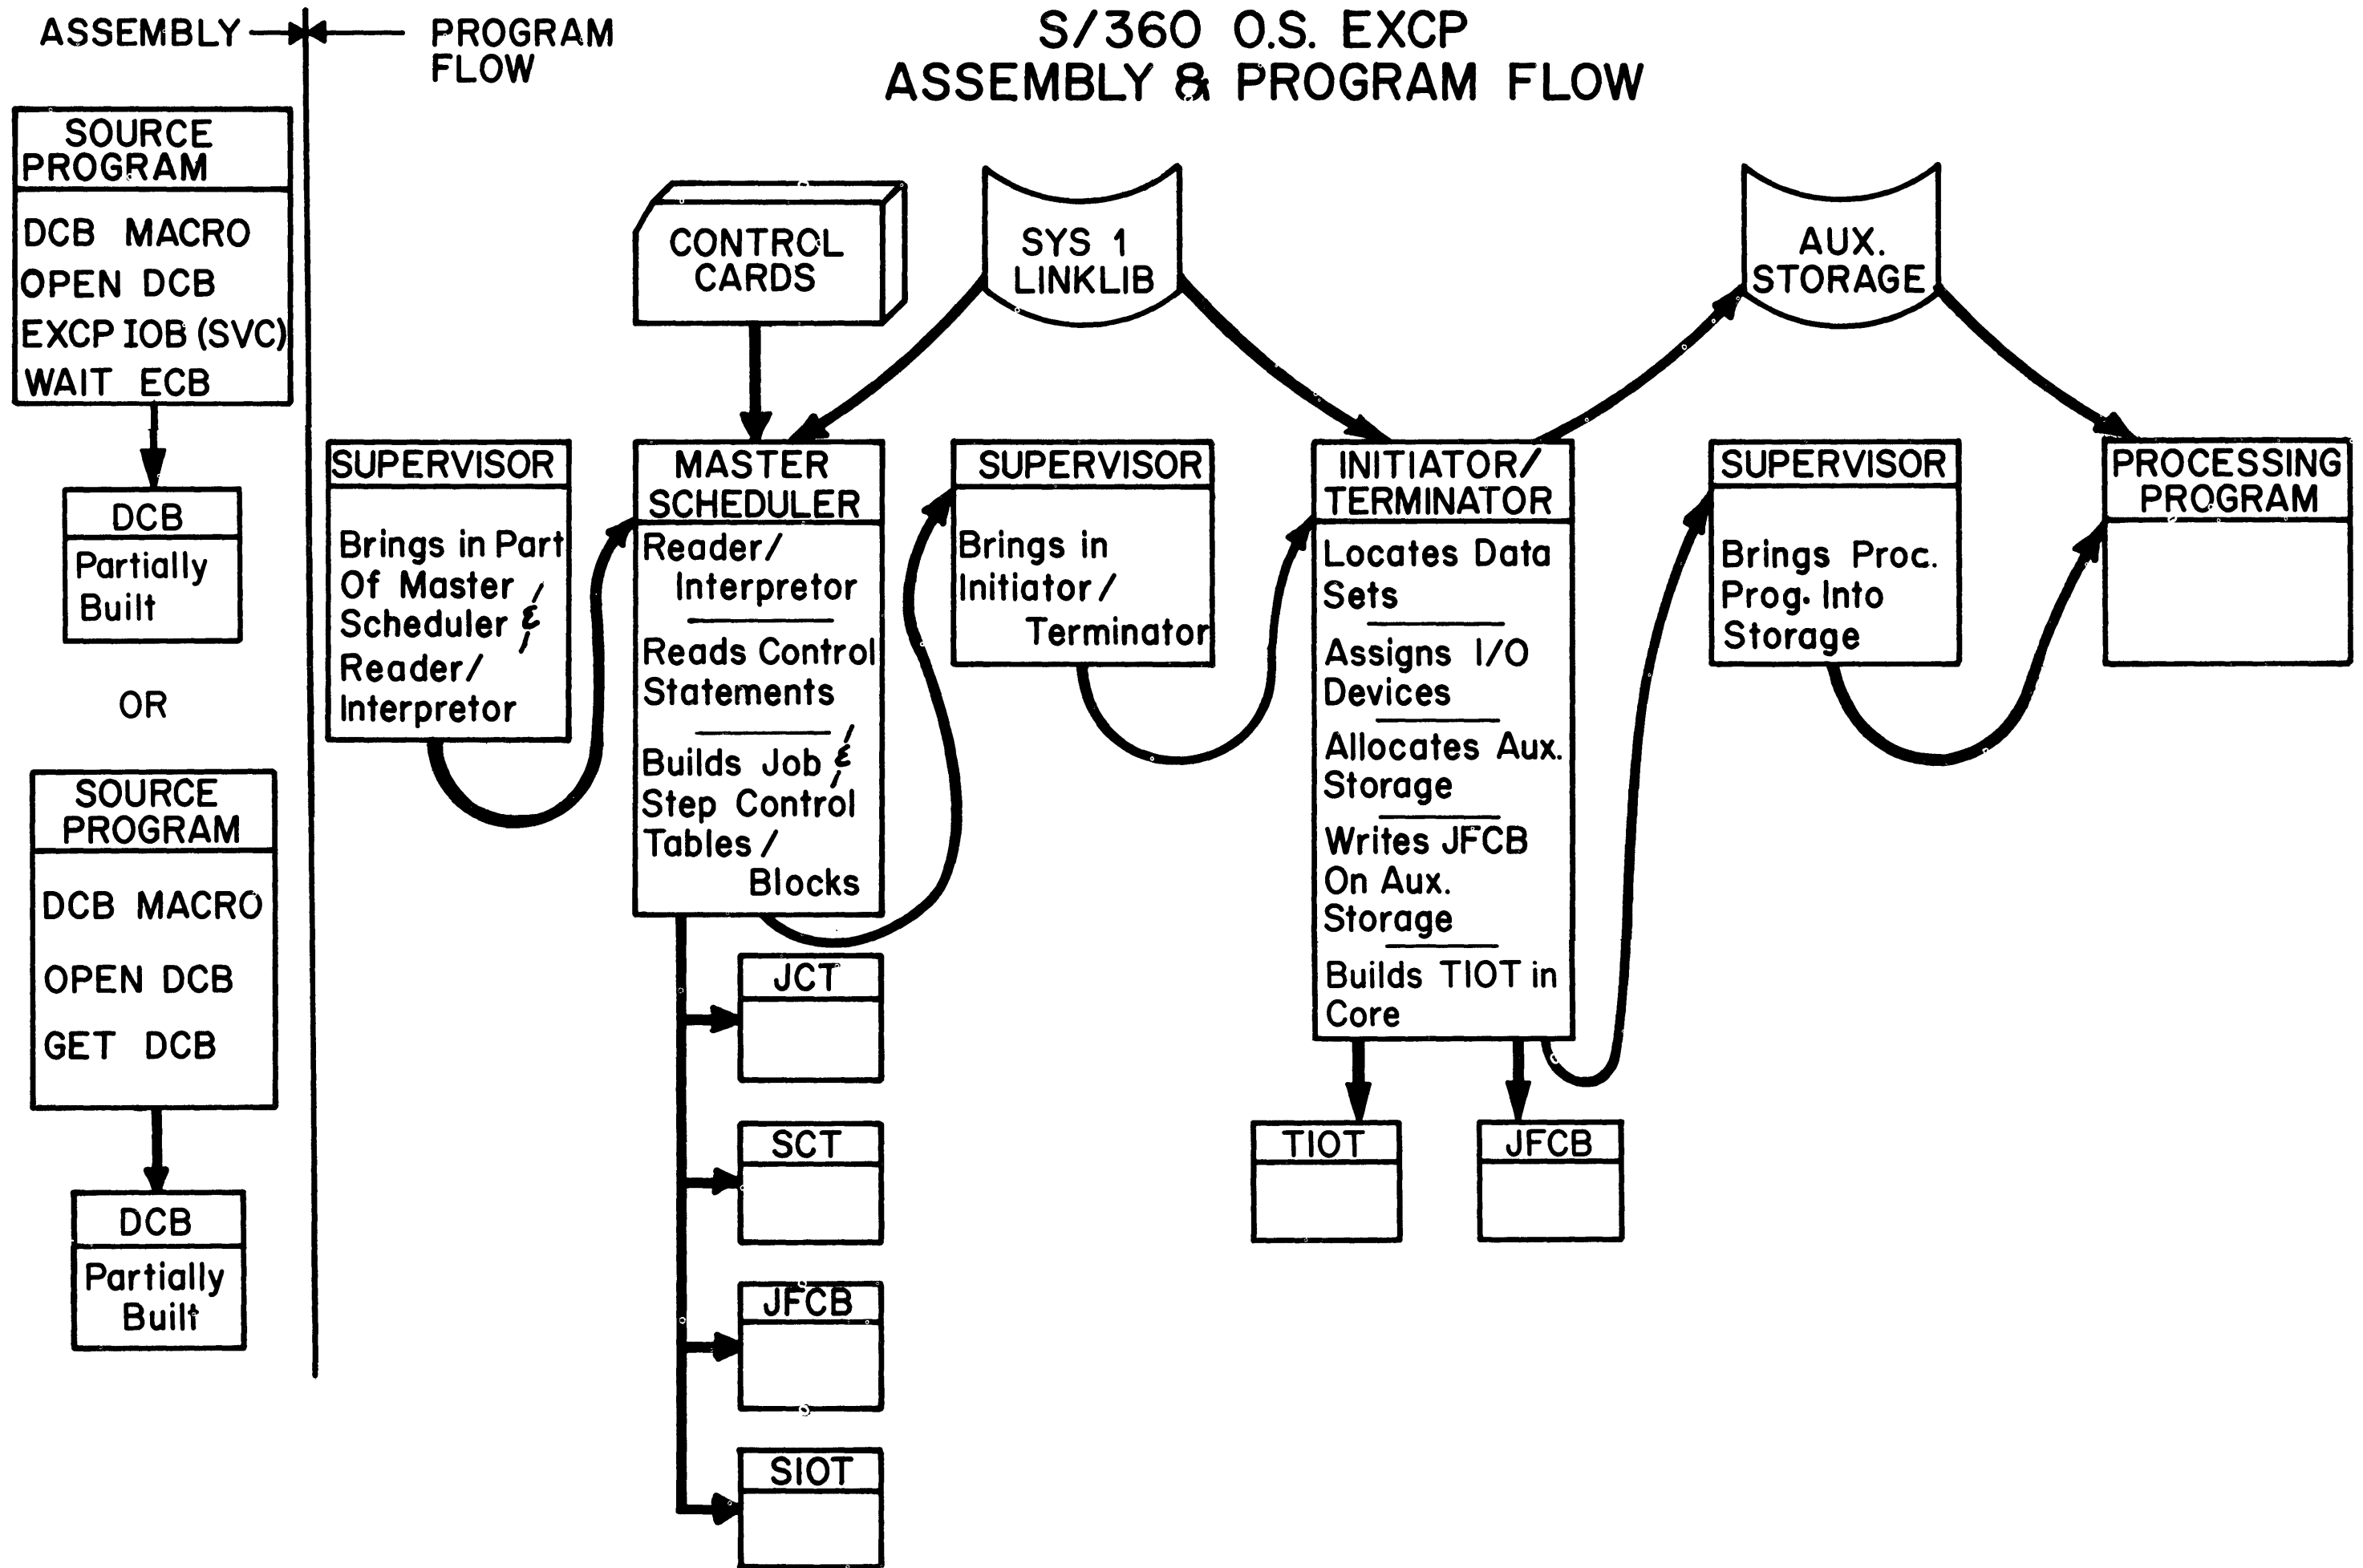 ASSEMBLY
PROGRAM
FLOW
S/360 O.S. EXCP
ASSEMBLY & PROGRAM FLOW
SOURCE
PROGRAM
DCB MACRO
OPEN DCB
EXCP IOB (SVC)
WAIT ECB
DCB
Partially
Built
OR
SOURCE
PROGRAM
DCB MACRO
OPEN DCB
GET DCB
DCB
Partially
Built
CONTROL
CARDS
SYS 1
LINKLIB
AUX.
STORAGE
SUPERVISOR
Brings in Part
Of Master
Scheduler &
Reader/
Interpretor
MASTER
SCHEDULER
Reader/
Interpretor
Reads Control
Statements
Builds Job &
Step Control
Tables /
Blocks
JCT
SCT
JFCB
SIOT
SUPERVISOR
Brings in
Initiator /
Terminator
INITIATOR/
TERMINATOR
Locates Data
Sets
Assigns I/O
Devices
Allocates Aux.
Storage
Writes JFCB
On Aux.
Storage
Builds TIOT in
Core
TIOT
JFCB
SUPERVISOR
Brings Proc.
Prog. Into
Storage
PROCESSING
PROGRAM